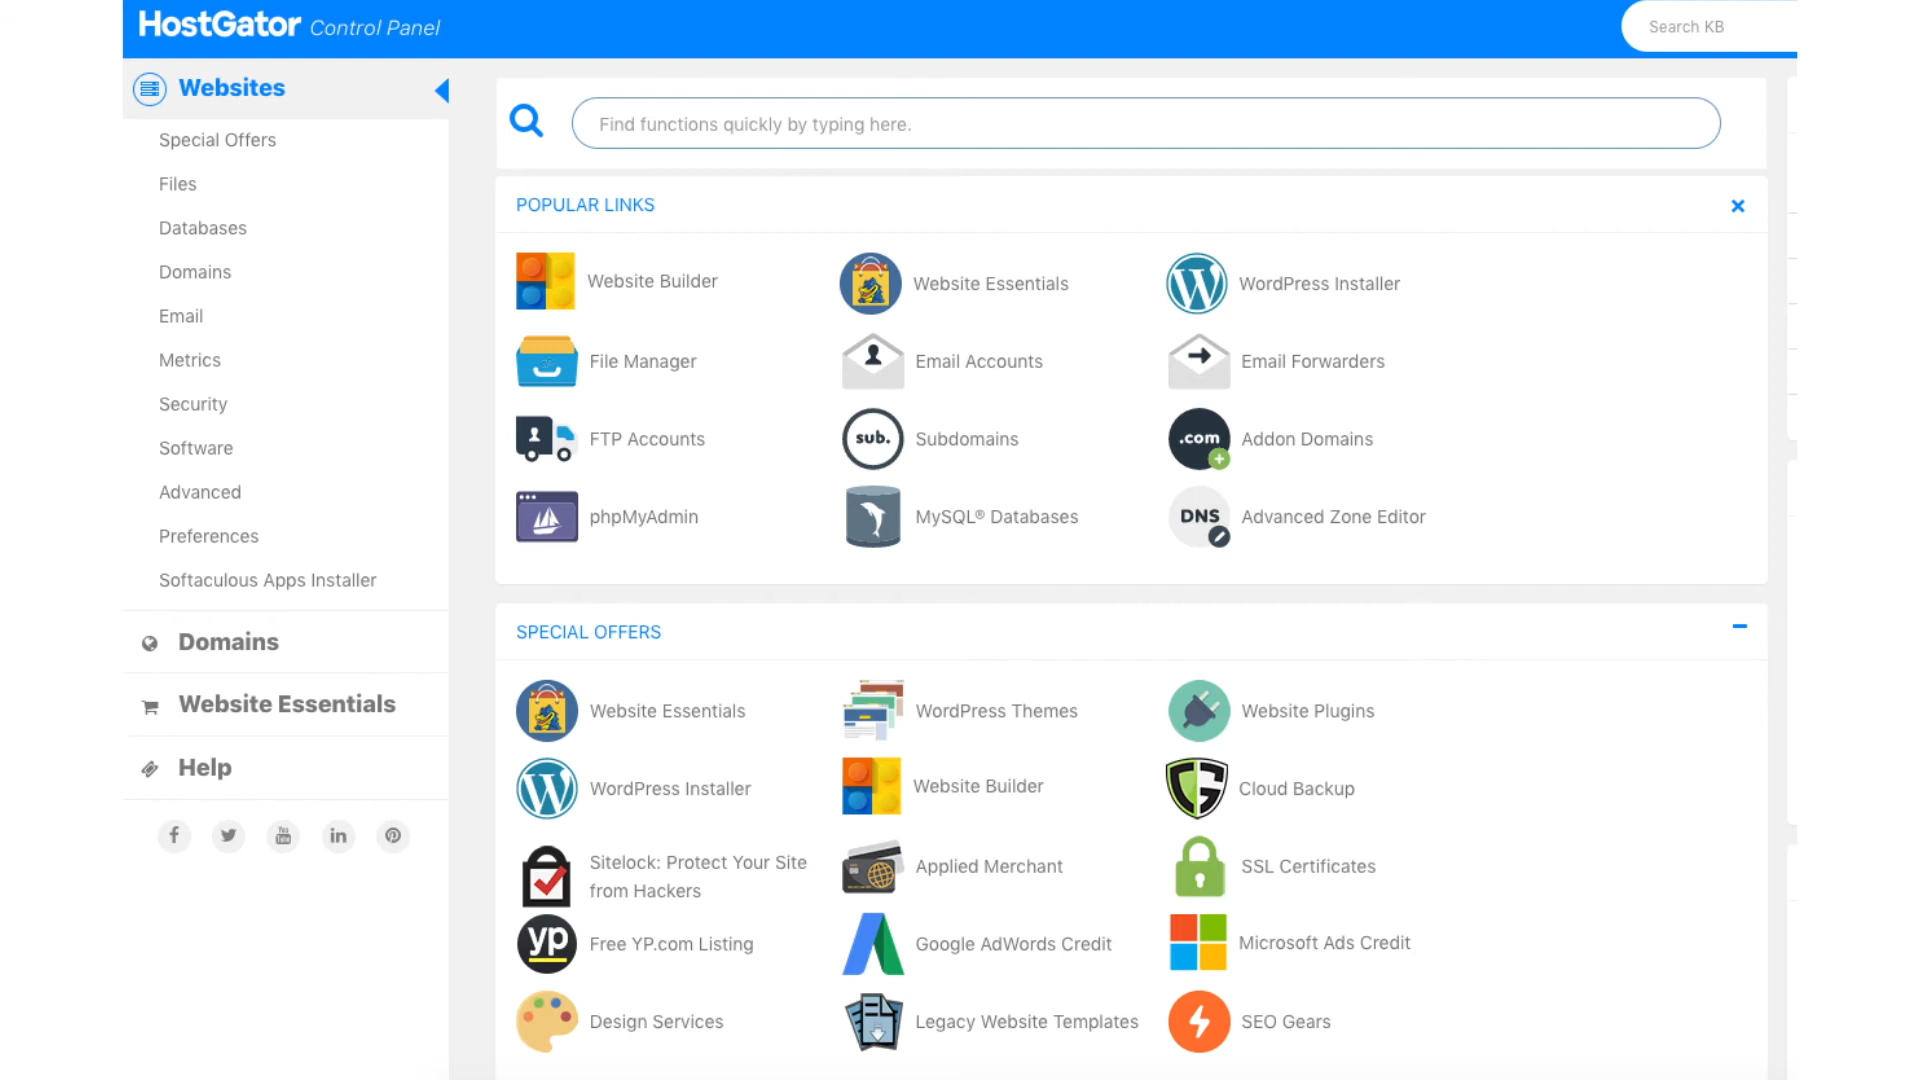 HostGator Control Panel
Search KB
Websites
Special Offers
Files
Databases
Domains
Email
Metrics
Security
Software
Advanced
Preferences
Softaculous Apps Installer
Domains
Website Essentials
Help
Find functions quickly by typing here.
POPULAR LINKS
Website Builder
Website Essentials
WordPress Installer
File Manager
Email Accounts
Email Forwarders
FTP Accounts
sub. Subdomains
.com Addon Domains
phpMyAdmin
MySQL® Databases
DNS Advanced Zone Editor
SPECIAL OFFERS
Website Essentials
WordPress Themes
Website Plugins
WordPress Installer
Website Builder
Cloud Backup
Sitelock: Protect Your Site
from Hackers
Applied Merchant
SSL Certificates
yp Free YP.com Listing
Google AdWords Credit
Microsoft Ads Credit
Design Services
Legacy Website Templates
SEO Gears